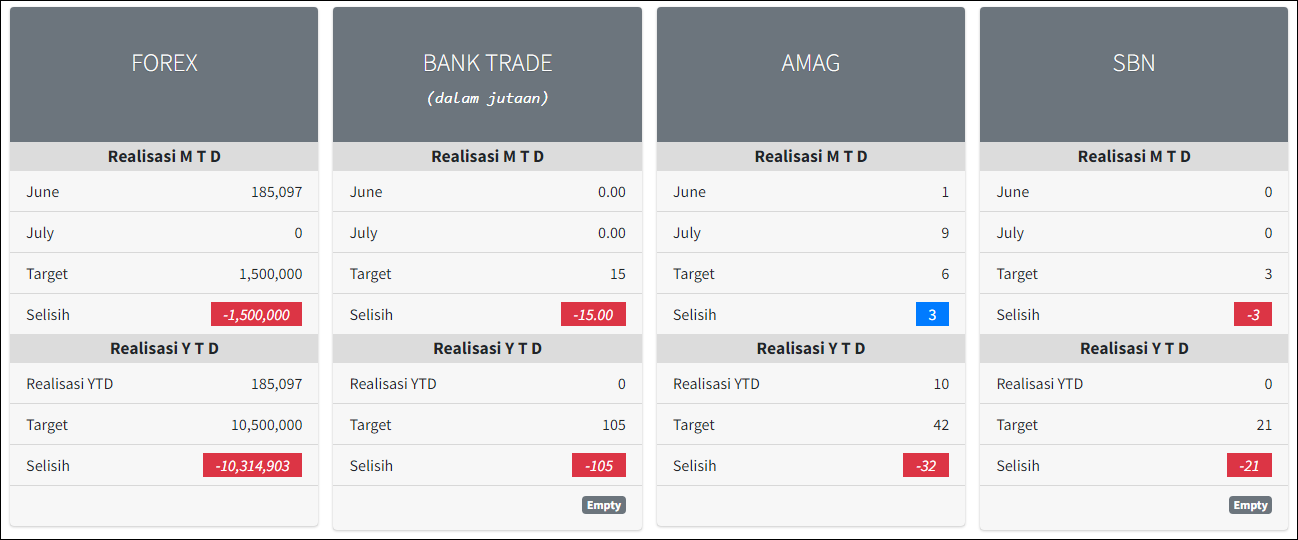 FOREX
Realisasi M T D
June 185,097
July 0
Target 1,500,000
Selisih -1,500,000
Realisasi Y T D
Realisasi YTD 185,097
Target 10,500,000
Selisih -10,314,903
BANK TRADE
(dalam jutaan)
Realisasi M T D
June 0.00
July 0.00
Target 15
Selisih -15.00
Realisasi Y T D
Realisasi YTD 0
Target 105
Selisih -105
Empty
AMAG
Realisasi M T D
June 1
July 9
Target 6
Selisih 3
Realisasi Y T D
Realisasi YTD 10
Target 42
Selisih -32
SBN
Realisasi M T D
June 0
July 0
Target 3
Selisih -3
Realisasi Y T D
Realisasi YTD 0
Target 21
Selisih -21
Empty